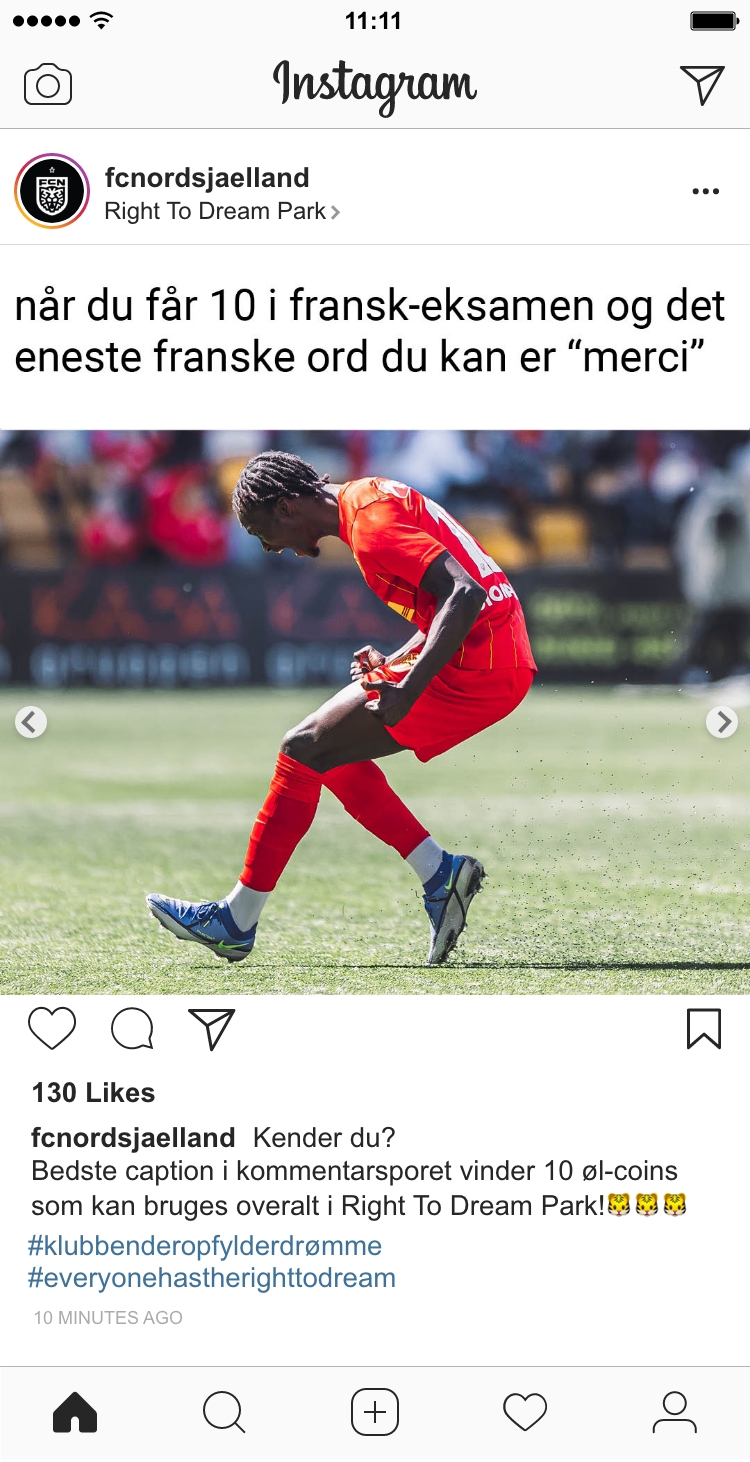 11:11
Instagram
FCN
fcnordsjaelland
Right To Dream Park
når du får 10 i fransk-eksamen og det
eneste franske ord du kan er “merci”
130 Likes
fcnordsjaelland Kender du?
Bedste caption i kommentarsporet vinder 10 øl-coins
som kan bruges overalt i Right To Dream Park!🐯🐯🐯
#klubbenderopfylderdrømme
#everyonehastherighttodream
10 MINUTES AGO